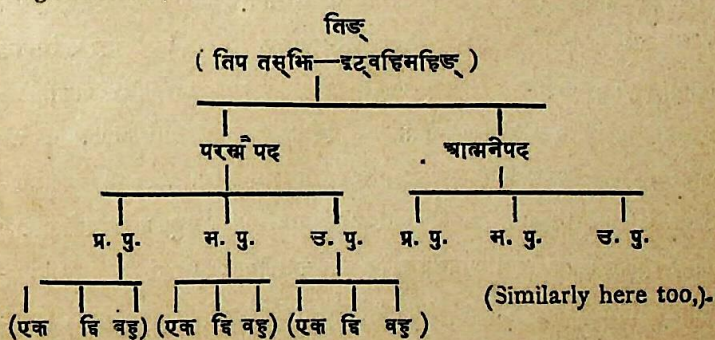 तिङ्
( तिप तस्झि—इट्वहिमहिङ् )
परस्मैपद आत्मनेपद
प्र. पु. म. पु. उ. पु. प्र. पु. म. पु. उ. पु.
(Similarly here too,).
(एक द्वि बहु) (एक द्वि बहु) (एक द्वि बहु )